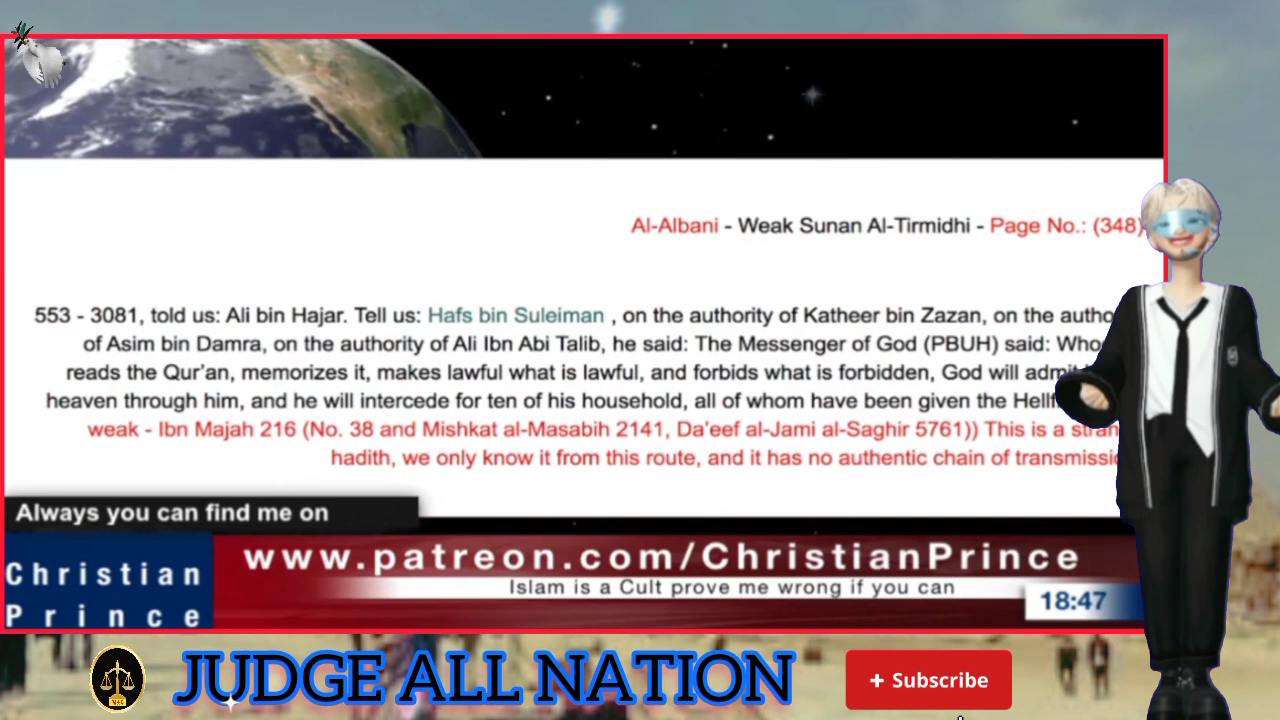 Al-Albani - Weak Sunan Al-Tirmidhi - Page No.: (348)
553 - 3081, told us: Ali bin Hajar. Tell us: Hafs bin Suleiman , on the authority of Katheer bin Zazan, on the
of Asim bin Damra, on the authority of Ali Ibn Abi Talib, he said: The Messenger of God (PBUH) said:
reads the Qur'an, memorizes it, makes lawful what is lawful, and forbids what is forbidden, God will
heaven through him, and he will intercede for ten of his household, all of whom have been given the
weak - Ibn Majah 216 (No. 38 and Mishkat al-Masabih 2141, Da'eef al-Jami al-Saghir 5761)) This is a
hadith, we only know it from this route, and it has no authentic chain of
Always you can find me on
Christian
Prince
www.patreon.com/ChristianPrince
Islam is a Cult prove me wrong if you can
18:47
JUDGE ALL NATION
+ Subscribe